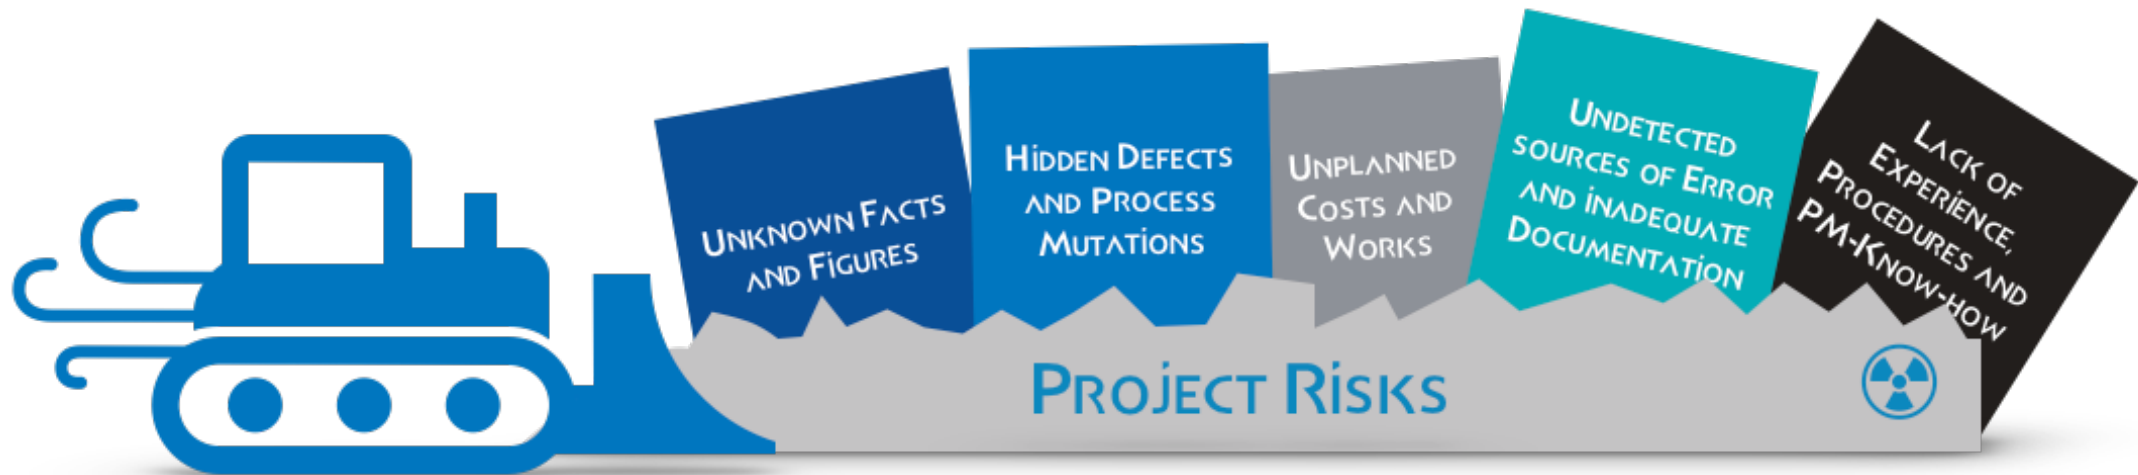 Unknown Facts
and Figures
Hidden Defects
and Process
Mutations
Unplanned
Costs and
Works
Undetected
sources of Error
and inadequate
Documentation
Lack of
Experience,
Procedures and
PM-Know-how
Project Risks